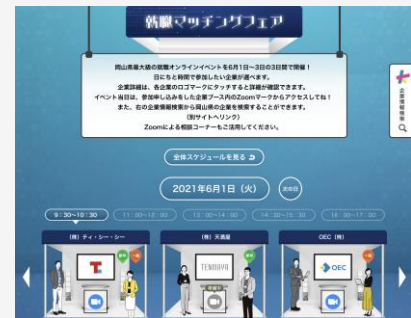 就職マッチングフェア
岡山県最大級の就職オンラインイベントを6月1日~3日の3日間で開催！
日にちと時間で参加したい企業が選べます。
企業詳細は、各企業のロゴマークにタッチすると詳細が確認できます。
イベント当日は、参加申し込みをした企業ブース内のZoomマークからアクセスしてね！
また、右の企業情報検索から岡山県の企業を検索することができます。
（別サイトへリンク）
Zoomによる相談コーナーもご活用してください。
企業情報検索
全体スケジュールを見る
2021年6月1日（火）
次の日
9:30~10:30
11:00~12:00
13:00~14:00
14:30~15:30
16:00~17:00
（株）ティ・シー・シー
（株）天満屋
OEC（株）
TENMAYA
OEC